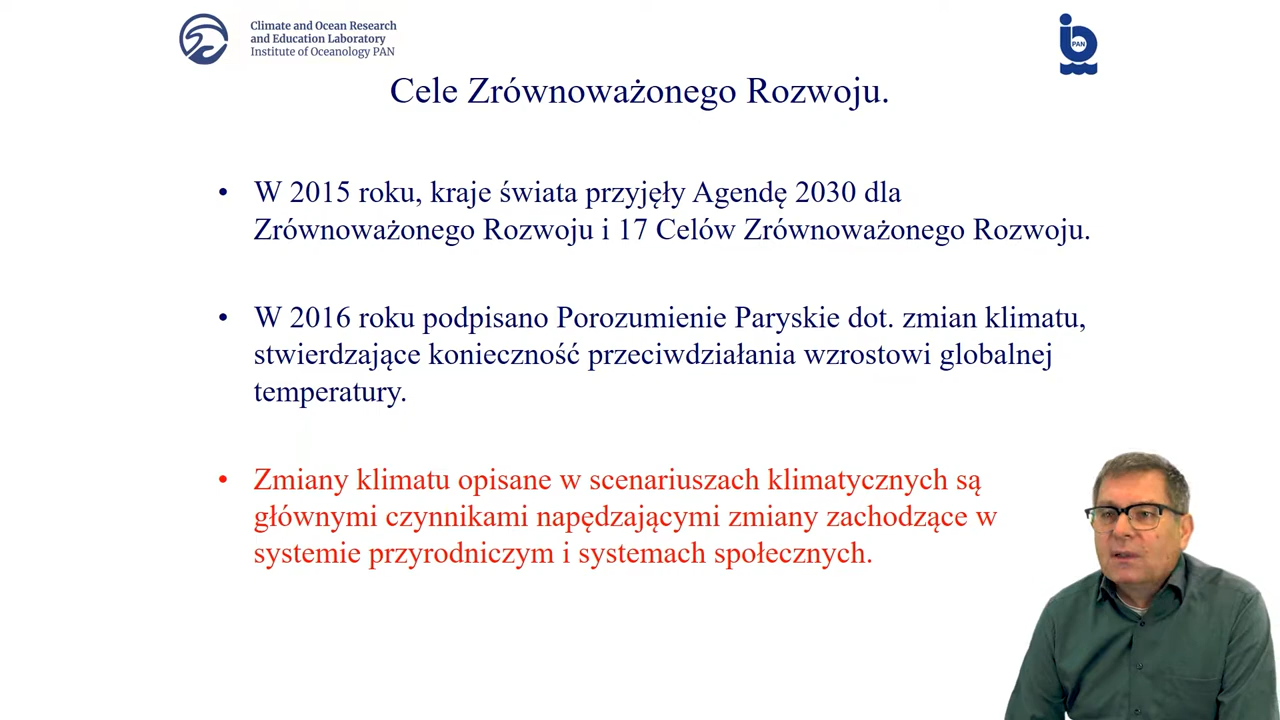 Climate and Ocean Research
and Education Laboratory
Institute of Oceanology PAN
PAN
Cele Zrównoważonego Rozwoju.
• W 2015 roku, kraje świata przyjęły Agendę 2030 dla
Zrównoważonego Rozwoju i 17 Celów Zrównoważonego Rozwoju.
• W 2016 roku podpisano Porozumienie Paryskie dot. zmian klimatu,
stwierdzające konieczność przeciwdziałania wzrostowi globalnej
temperatury.
• Zmiany klimatu opisane w scenariuszach klimatycznych są
głównymi czynnikami napędzającymi zmiany zachodzące w
systemie przyrodniczym i systemach społecznych.